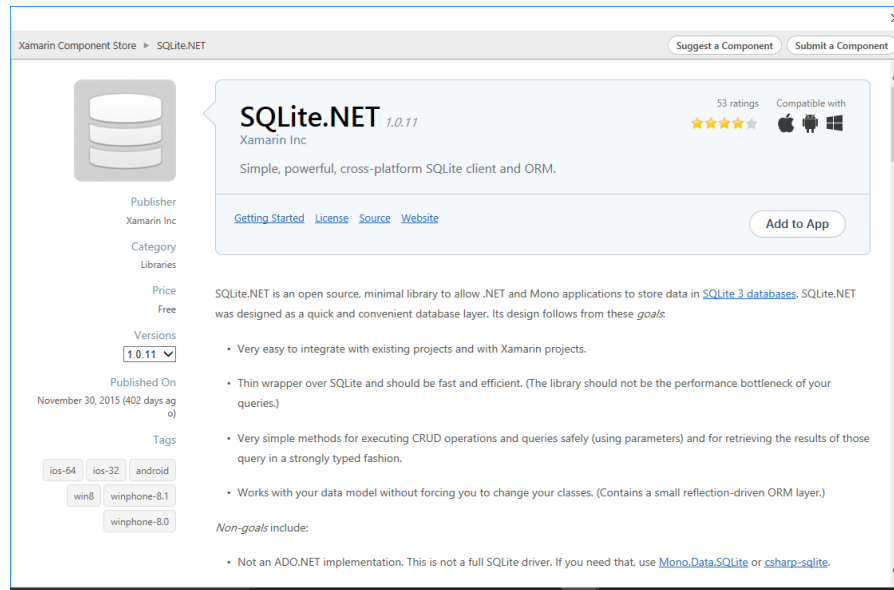 Xamarin Component Store ► SQLite.NET
Suggest a Component
Submit a Component
SQLite.NET 1.0.11
Xamarin Inc
Simple, powerful, cross-platform SQLite client and ORM.
53 ratings
Compatible with
Getting Started License Source Website
Add to App
Publisher
Xamarin Inc
Category
Libraries
Price
Free
Versions
1.0.11
Published On
November 30, 2015 (402 days ag
o)
Tags
ios-64 ios-32 android
win8 winphone-8.1
winphone-8.0
SQLite.NET is an open source, minimal library to allow .NET and Mono applications to store data in SQLite 3 databases. SQLite.NET
was designed as a quick and convenient database layer. Its design follows from these goals:
• Very easy to integrate with existing projects and with Xamarin projects.
• Thin wrapper over SQLite and should be fast and efficient. (The library should not be the performance bottleneck of your
queries.)
• Very simple methods for executing CRUD operations and queries safely (using parameters) and for retrieving the results of those
query in a strongly typed fashion.
• Works with your data model without forcing you to change your classes. (Contains a small reflection-driven ORM layer.)
Non-goals include:
• Not an ADO.NET implementation. This is not a full SQLite driver. If you need that, use Mono.Data.SQLite or csharp-sqlite.